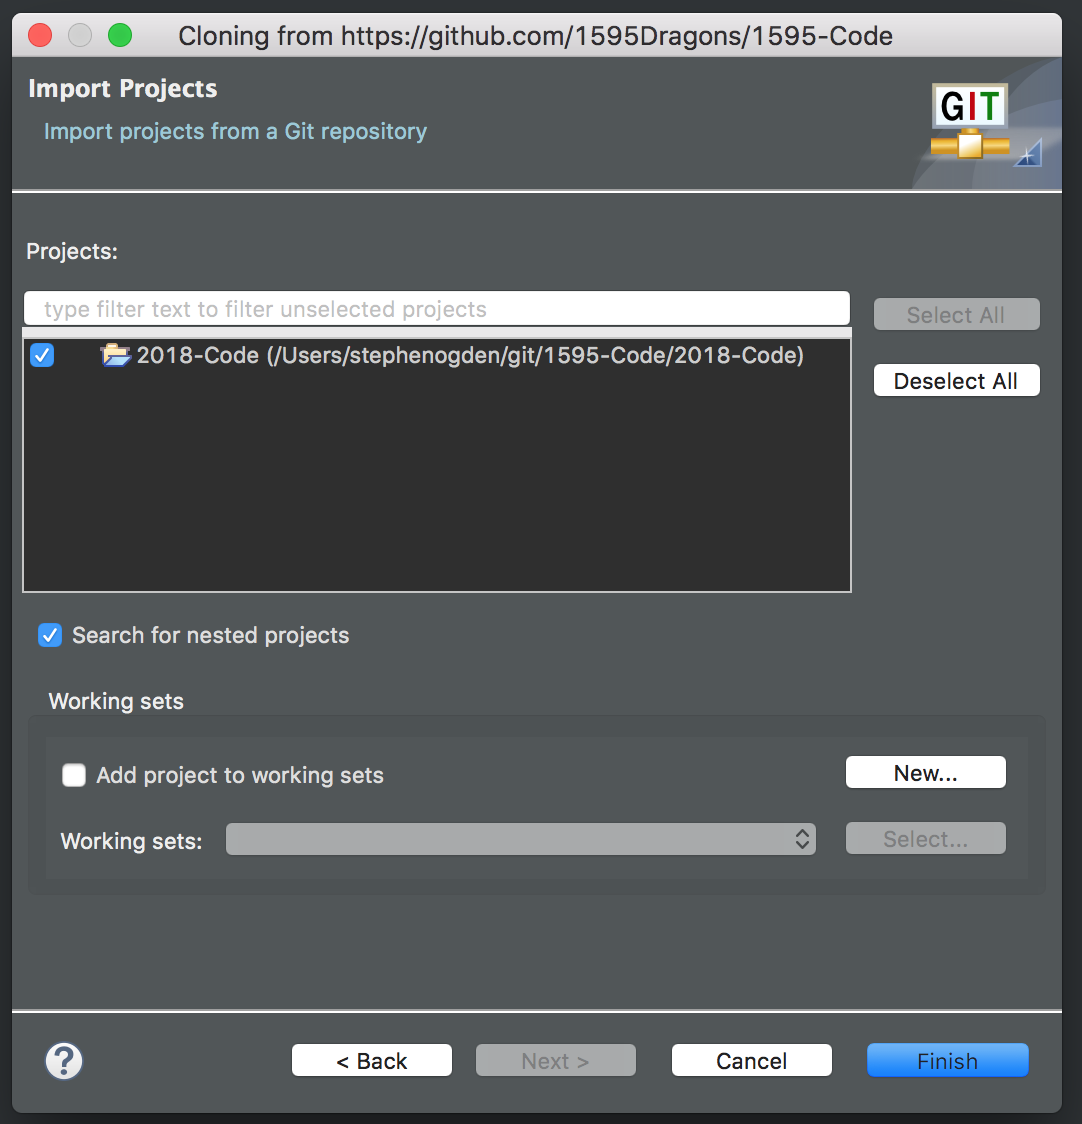 Cloning from https://github.com/1595Dragons/1595-Code
Import Projects
Import projects from a Git repository
GIT
Projects:
type filter text to filter unselected projects
Select All
2018-Code (/Users/stephenogden/git/1595-Code/2018-Code)
Deselect All
Search for nested projects
Working sets
Add project to working sets
New...
Working sets:
Select...
?
< Back
Next >
Cancel
Finish